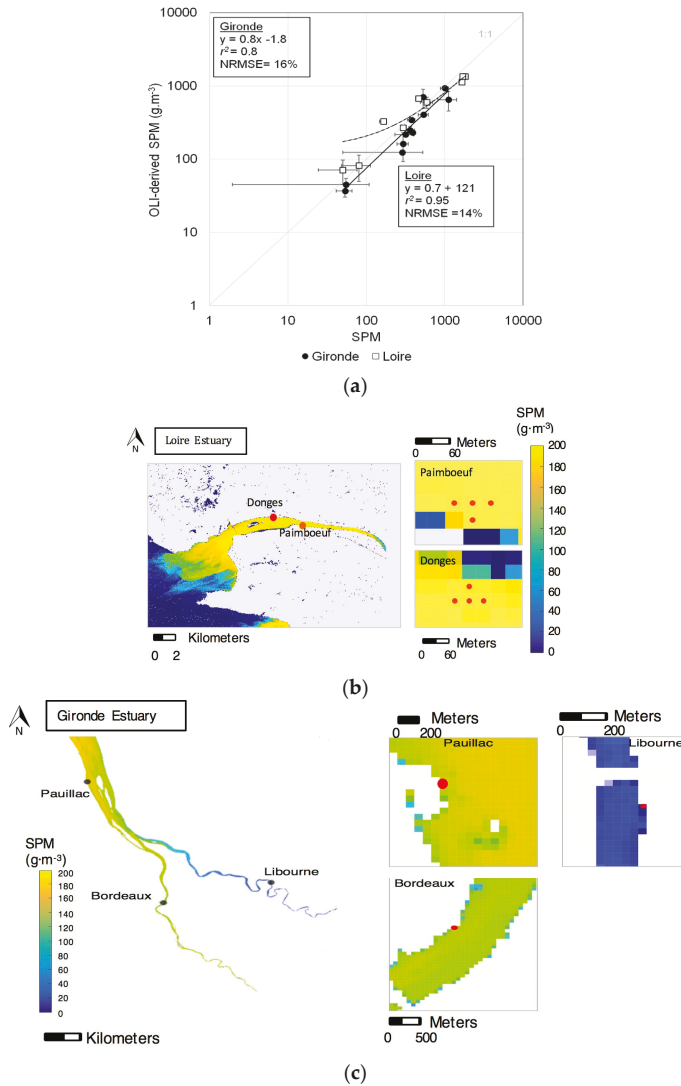 10000
Gironde
y = 0.8x -1.8
r² = 0.8
NRMSE= 16%
1:1
1000
OLI-derived SPM (g.m⁻³)
100
Loire
y = 0.7 + 121
r² = 0.95
NRMSE =14%
10
1
1 10 100 1000 10000
SPM
Gironde Loire
(a)
N
Loire Estuary
Donges
Paimboeuf
Kilometers
0 2
Meters
0 60
Paimboeuf
Donges
Meters
0 60
SPM
(g·m⁻³)
200
180
160
140
120
100
80
60
40
20
0
(b)
N
Gironde Estuary
Pauillac
SPM
(g·m⁻³)
200
180
160
140
120
100
80
60
40
20
0
Bordeaux
Libourne
Kilometers
Meters
0 200
Pauillac
Meters
0 200
Libourne
Bordeaux
Meters
0 500
(c)